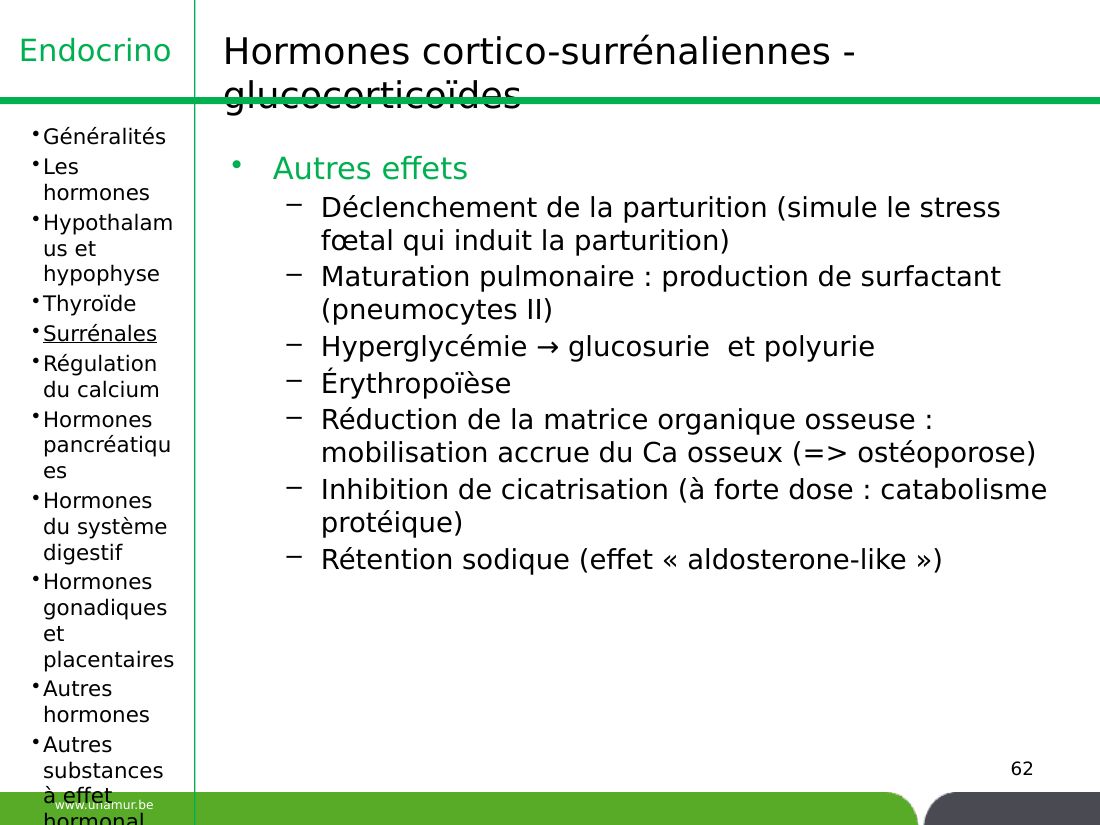 Endocrino
Hormones cortico-surrénaliennes -
glucocorticoïdes
• Généralités
• Les
hormones
• Hypothalam
us et
hypophyse
• Thyroïde
• Surrénales
• Régulation
du calcium
• Hormones
pancréatiqu
es
• Hormones
du système
digestif
• Hormones
gonadiques
et
placentaires
• Autres
hormones
• Autres
substances
à effet
hormonal
• Autres effets
– Déclenchement de la parturition (simule le stress
fœtal qui induit la parturition)
– Maturation pulmonaire : production de surfactant
(pneumocytes II)
– Hyperglycémie → glucosurie  et polyurie
– Érythropoïèse
– Réduction de la matrice organique osseuse :
mobilisation accrue du Ca osseux (=> ostéoporose)
– Inhibition de cicatrisation (à forte dose : catabolisme
protéique)
– Rétention sodique (effet « aldosterone-like »)
62
www.unamur.be